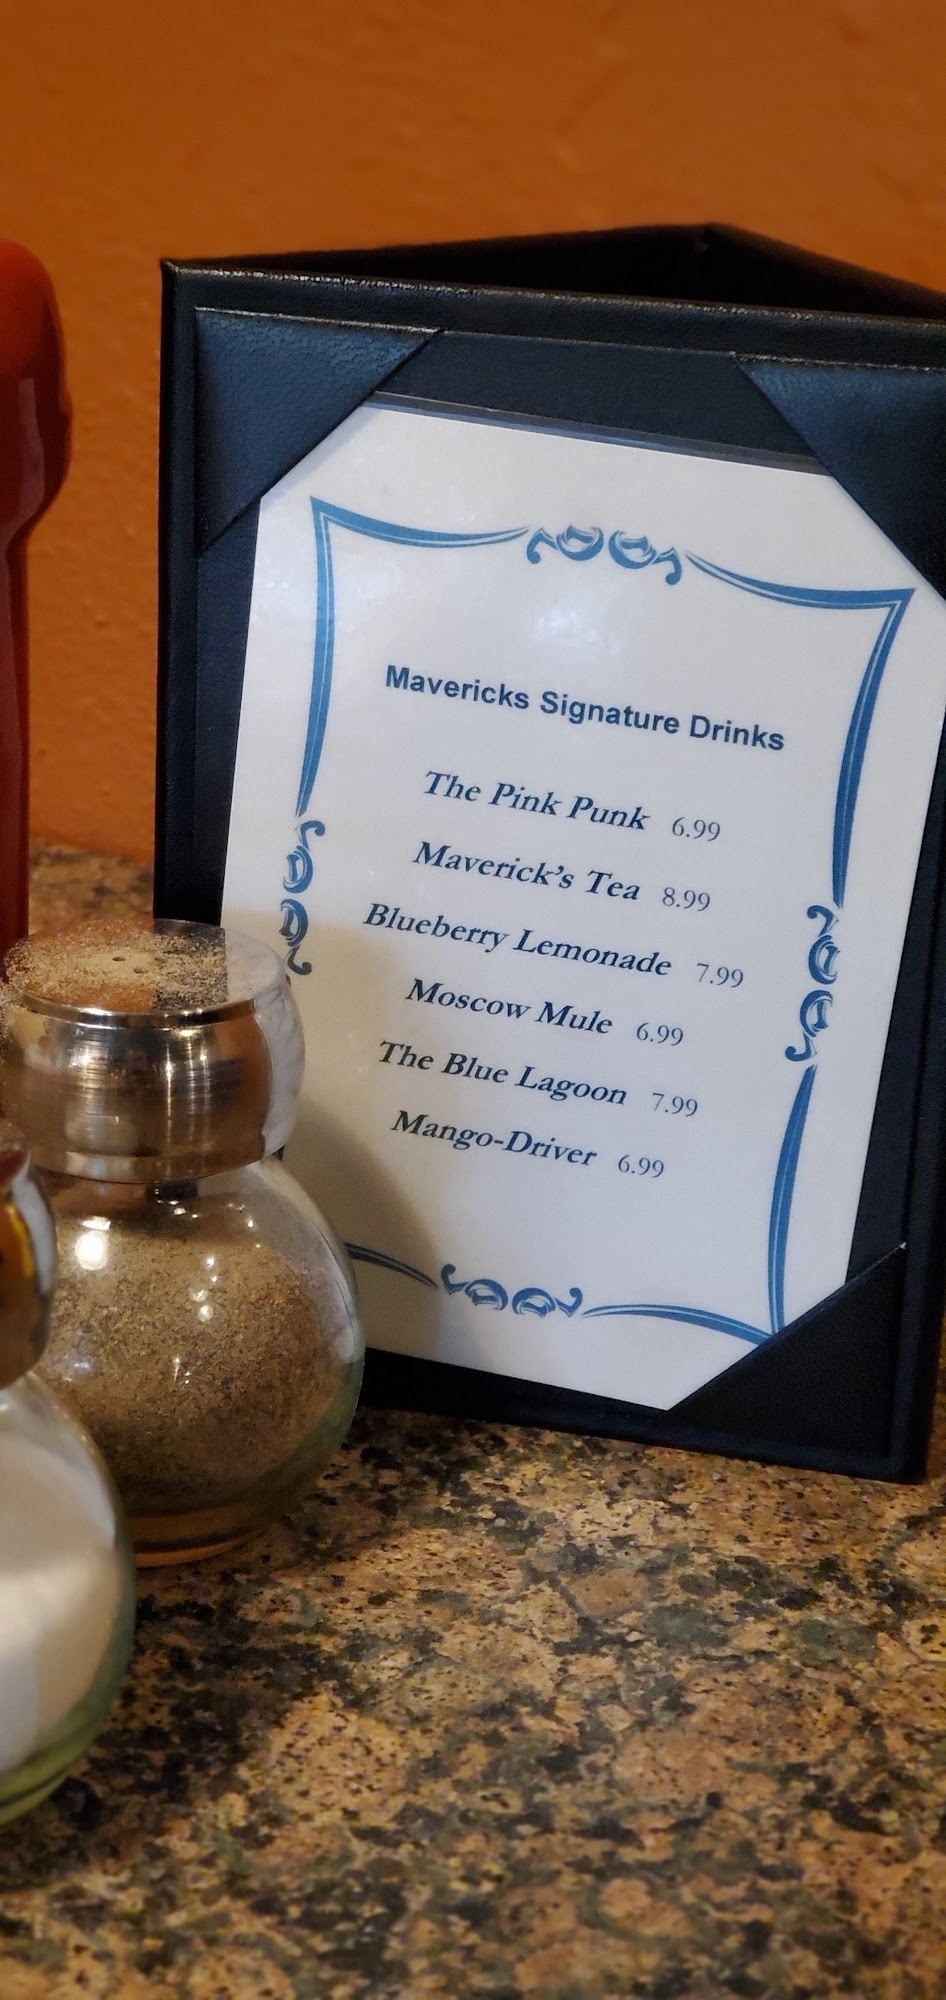 Mavericks Signature Drinks
The Pink Punk 6.99
Maverick's Tea 8.99
Blueberry Lemonade 7.99
Moscow Mule 6.99
The Blue Lagoon 7.99
Mango-Driver 6.99